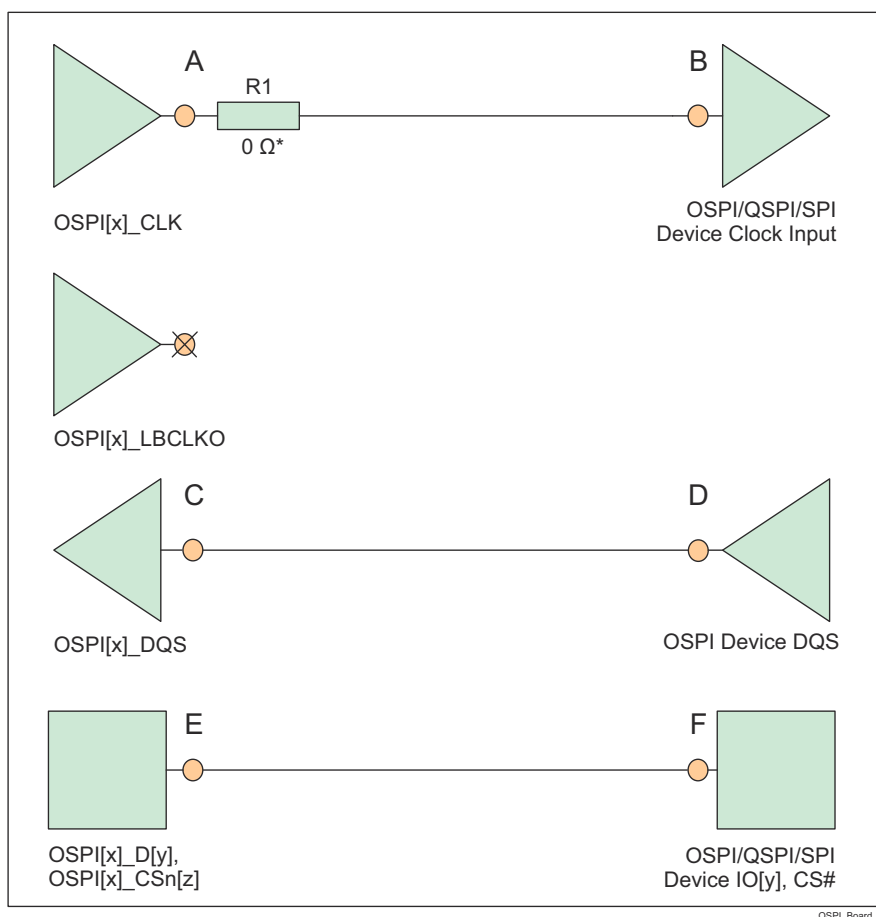 A
R1
0 Ω*
B
OSPI[x]_CLK
OSPI/QSPI/SPI
Device Clock Input
OSPI[x]_LBCLKO
C
D
OSPI[x]_DQS
OSPI Device DQS
E
F
OSPI[x]_D[y],
OSPI[x]_CSn[z]
OSPI/QSPI/SPI
Device IO[y], CS#